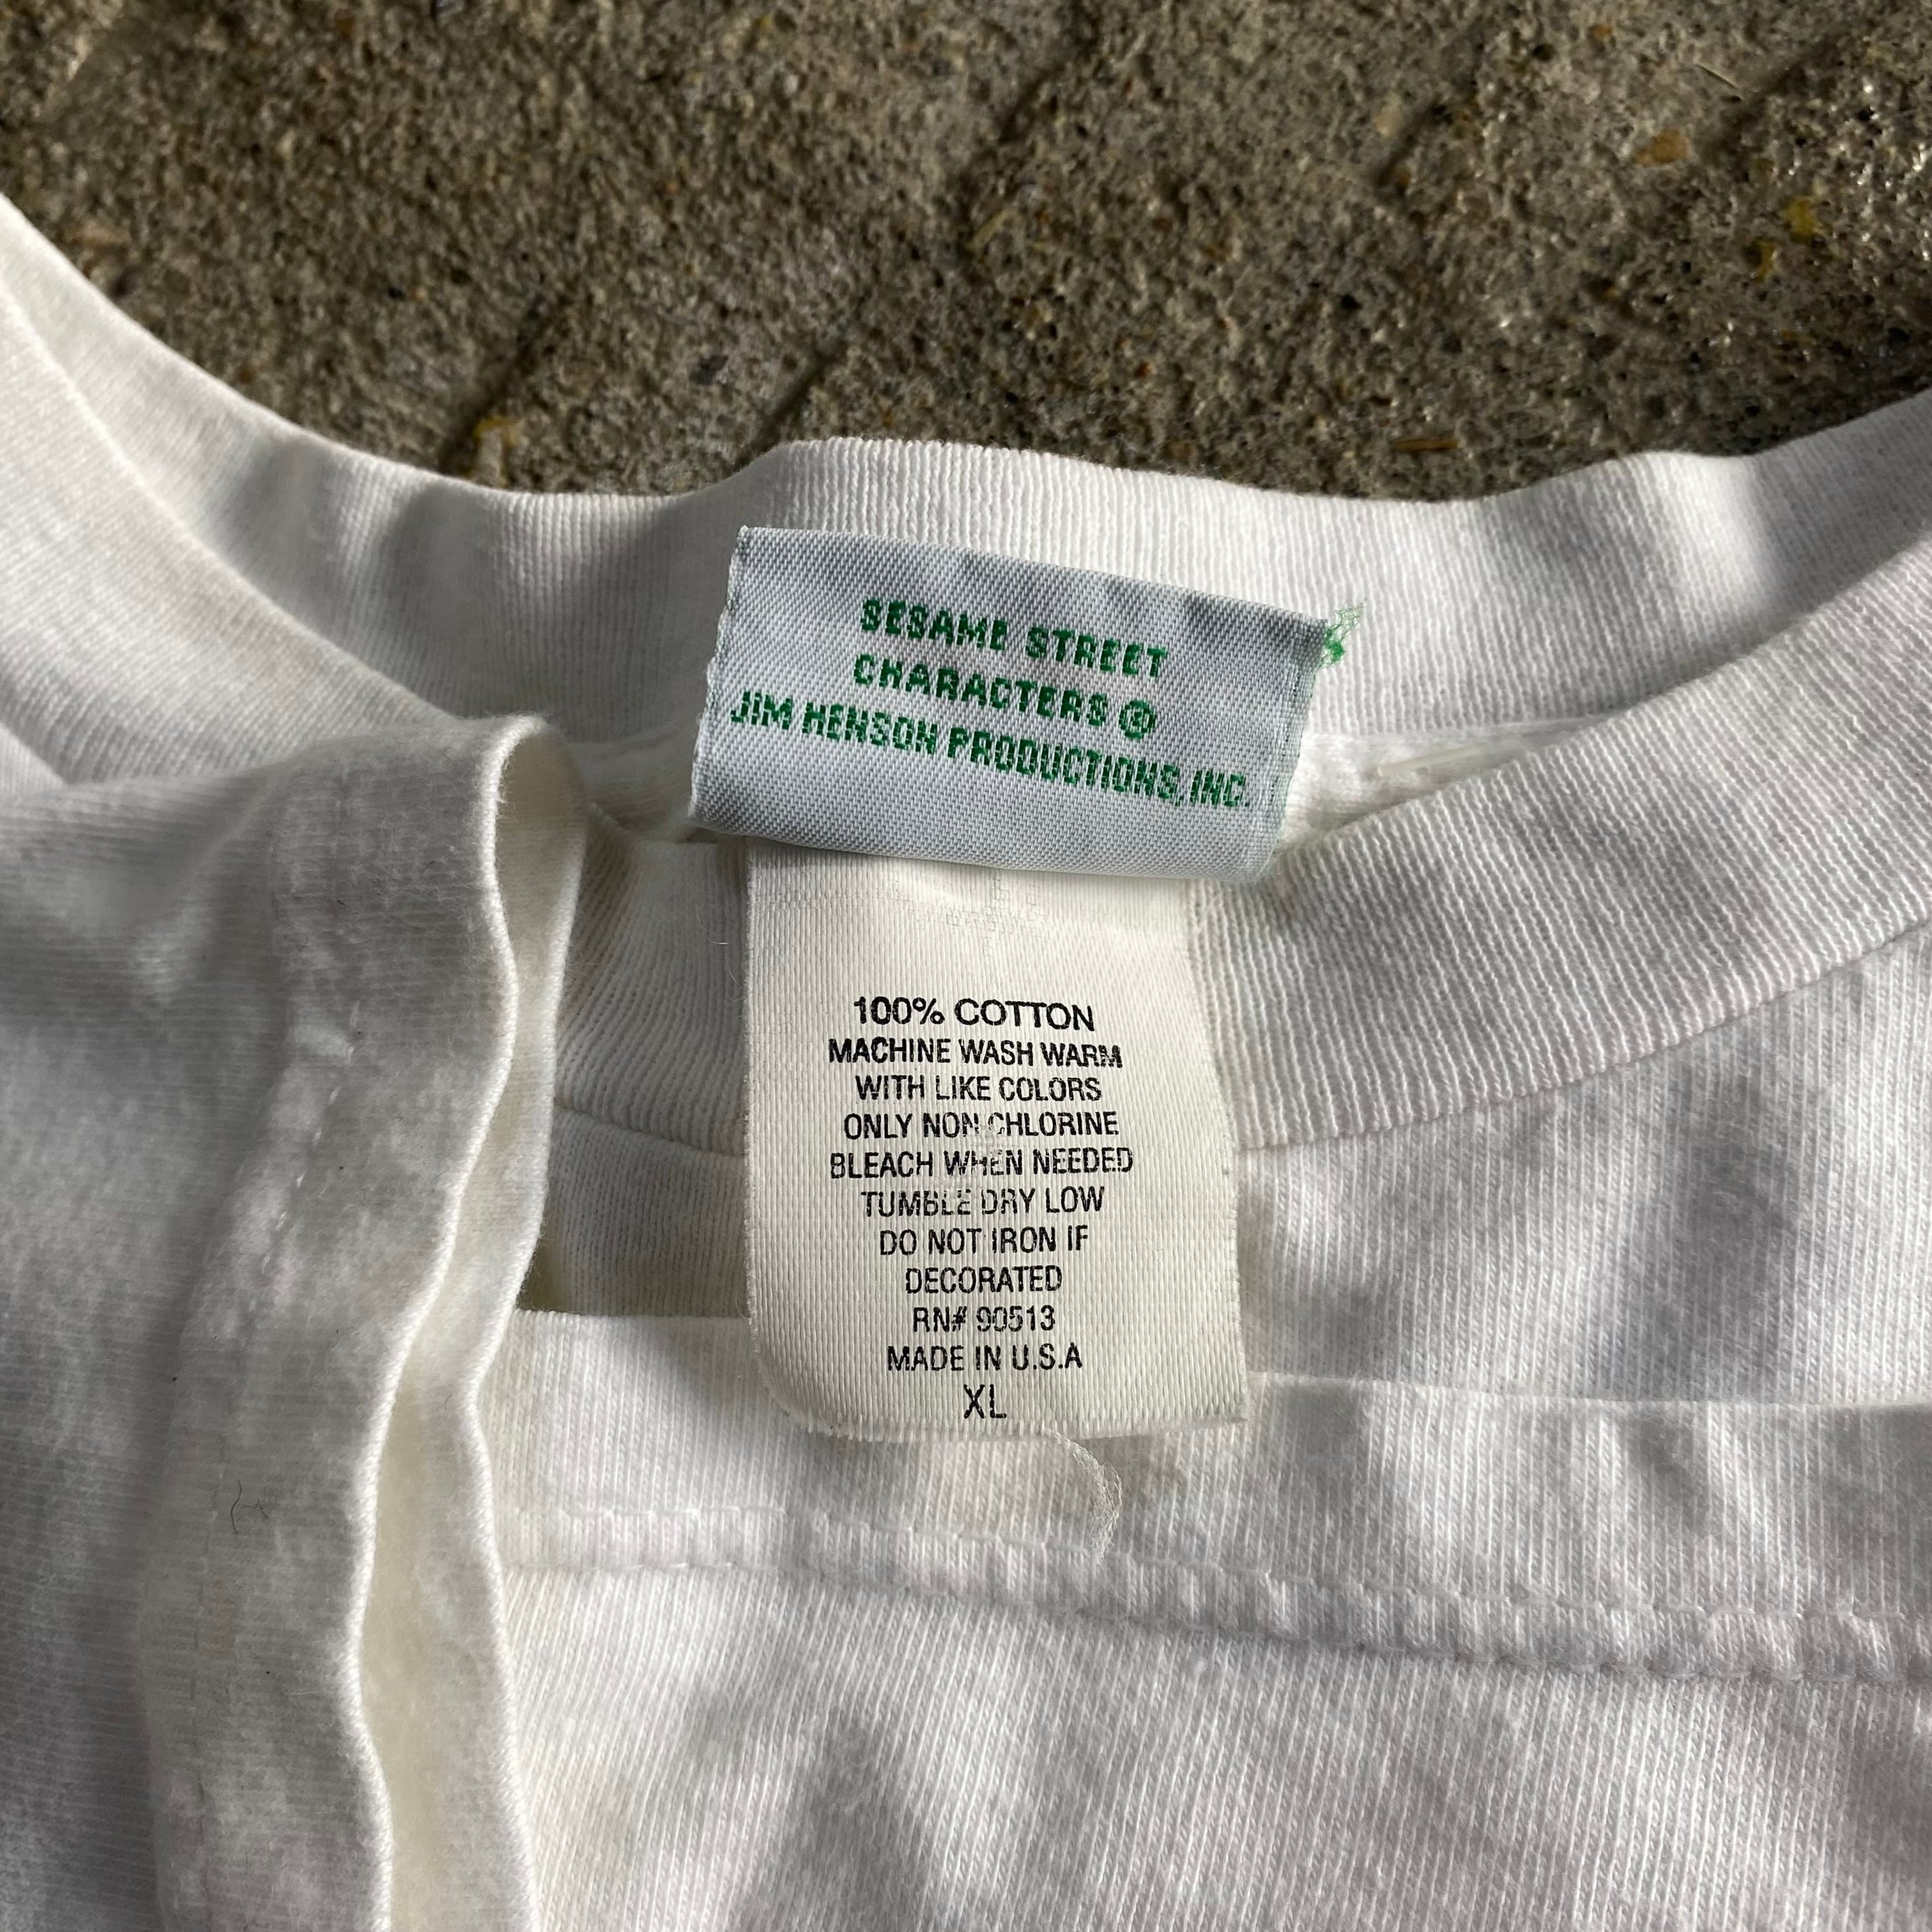 SESAME STREET
CHARACTERS ®
JIM HENSON PRODUCTIONS, INC.
100% COTTON
MACHINE WASH WARM
WITH LIKE COLORS
ONLY NON CHLORINE
BLEACH WHEN NEEDED
TUMBLE DRY LOW
DO NOT IRON IF
DECORATED
RN# 90513
MADE IN U.S.A
XL